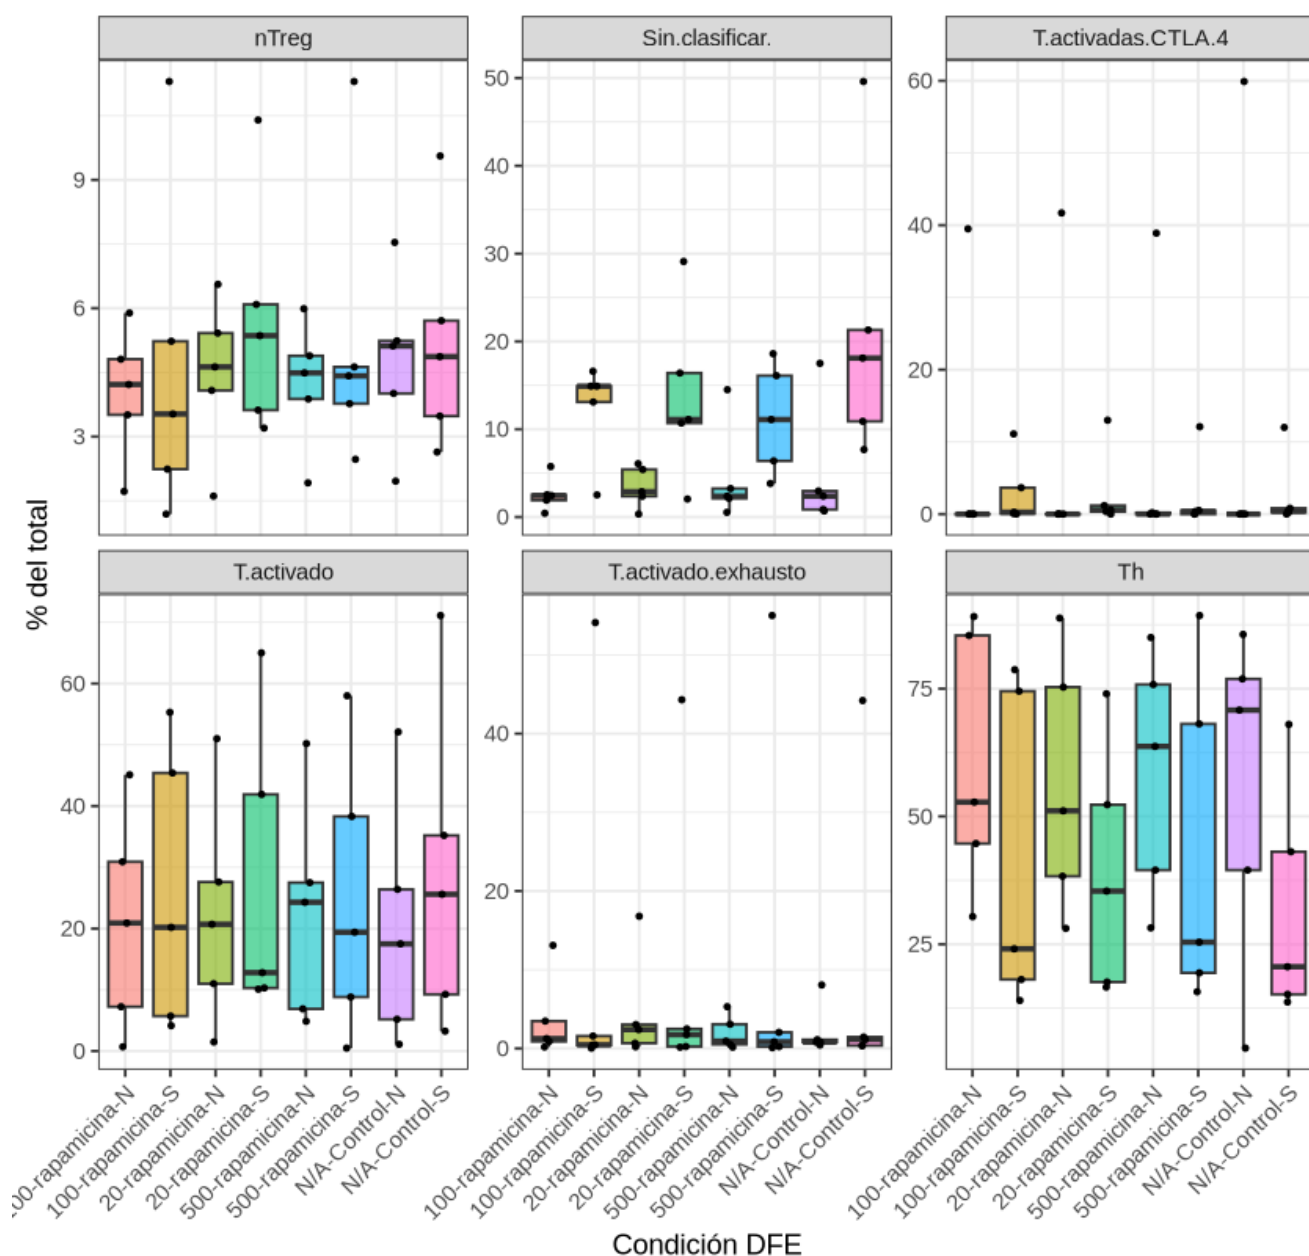 nTreg
Sin.clasificar.
T.activadas.CTLA.4
9
6
3
50
40
30
20
10
0
60
40
20
0
% del total
T.activado
T.activado.exhausto
Th
60
40
20
0
40
20
0
75
50
25
00-rapamicina-N
100-rapamicina-S
20-rapamicina-N
20-rapamicina-S
500-rapamicina-N
500-rapamicina-S
N/A-Control-N
N/A-Control-S
100-rapamicina-N
100-rapamicina-S
20-rapamicina-N
20-rapamicina-S
500-rapamicina-N
500-rapamicina-S
N/A-Control-N
N/A-Control-S
100-rapamicina-N
100-rapamicina-S
20-rapamicina-N
20-rapamicina-S
500-rapamicina-N
500-rapamicina-S
N/A-Control-N
N/A-Control-S
Condición DFE